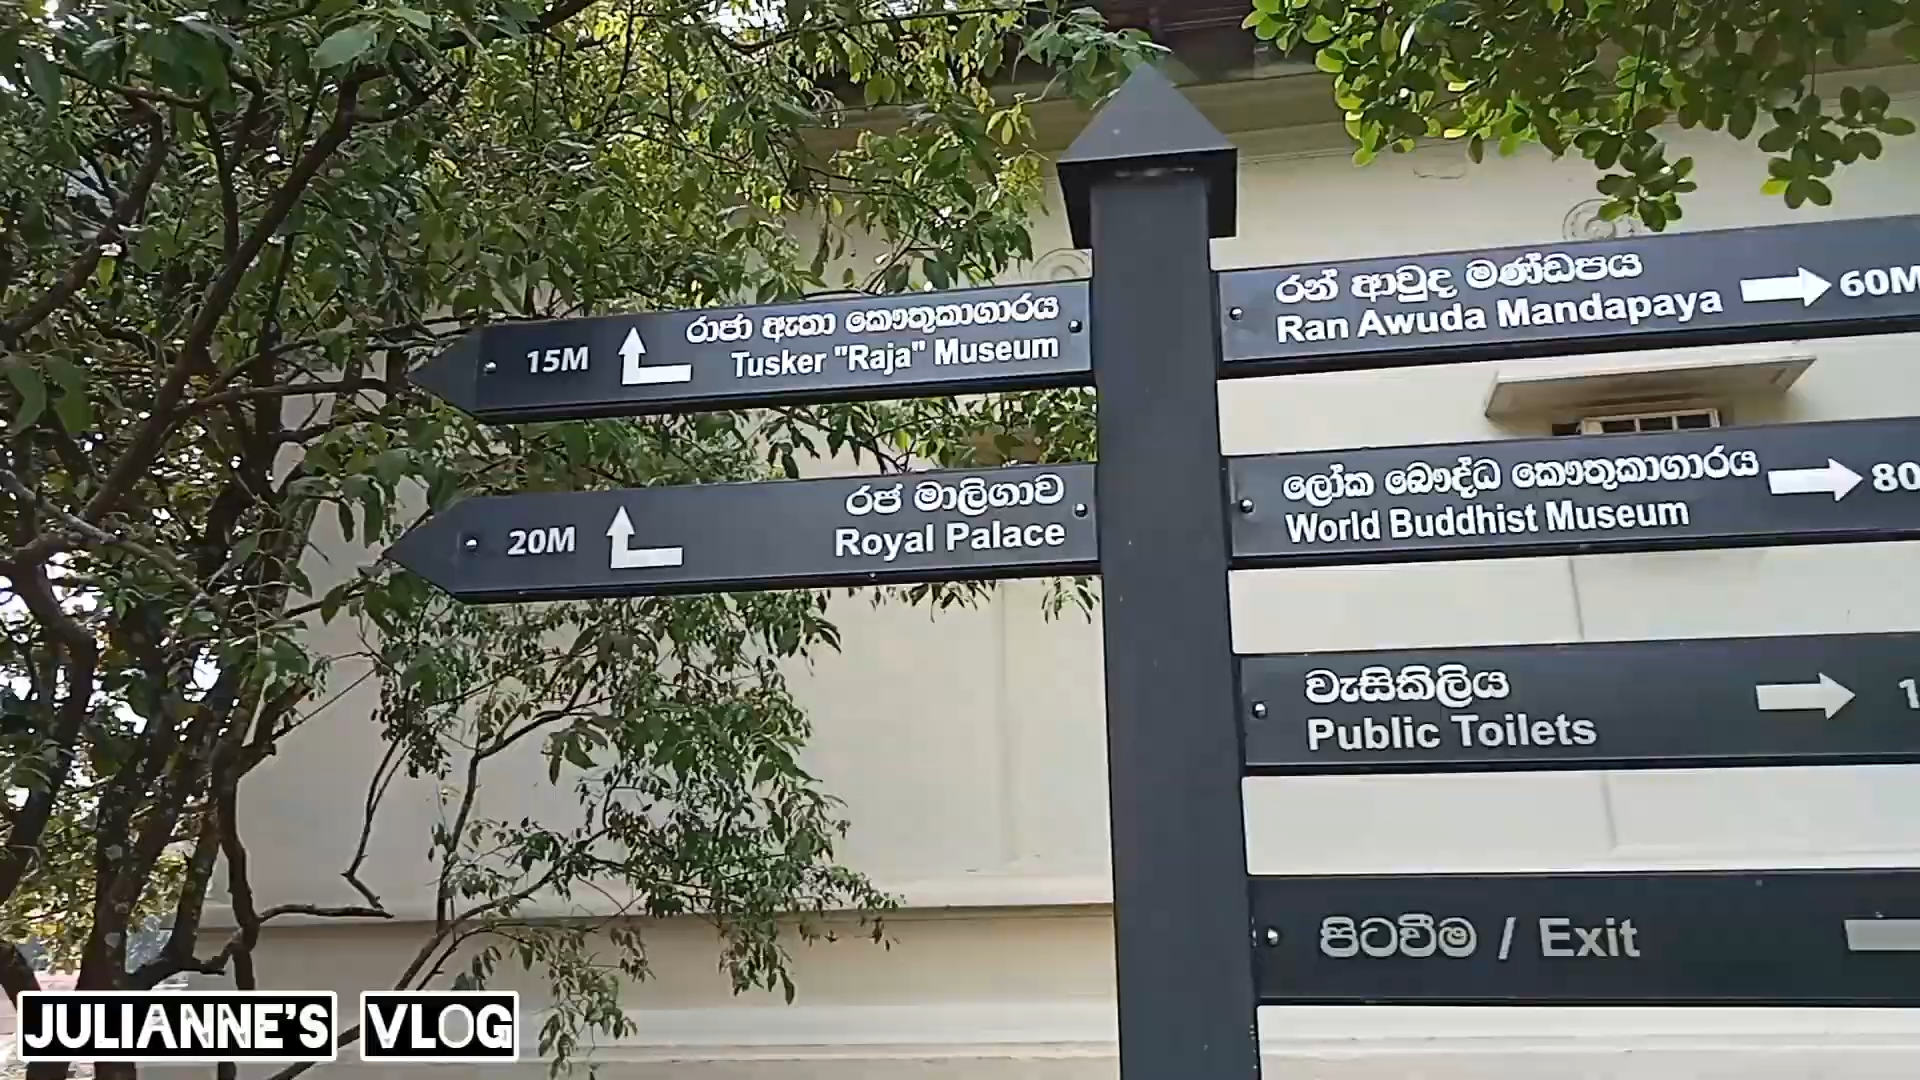 රාජා ඇතා කෞතුකාගාරය
15M Tusker "Raja" Museum
රජ මාලිගාව
20M Royal Palace
රන් ආවුද මණ්ඩපය
Ran Awuda Mandapaya 60M
ලෝක බෞද්ධ කෞතුකාගාරය
World Buddhist Museum 80
වැසිකිලිය
Public Toilets
පිටවීම / Exit
JULIANNE'S VLOG